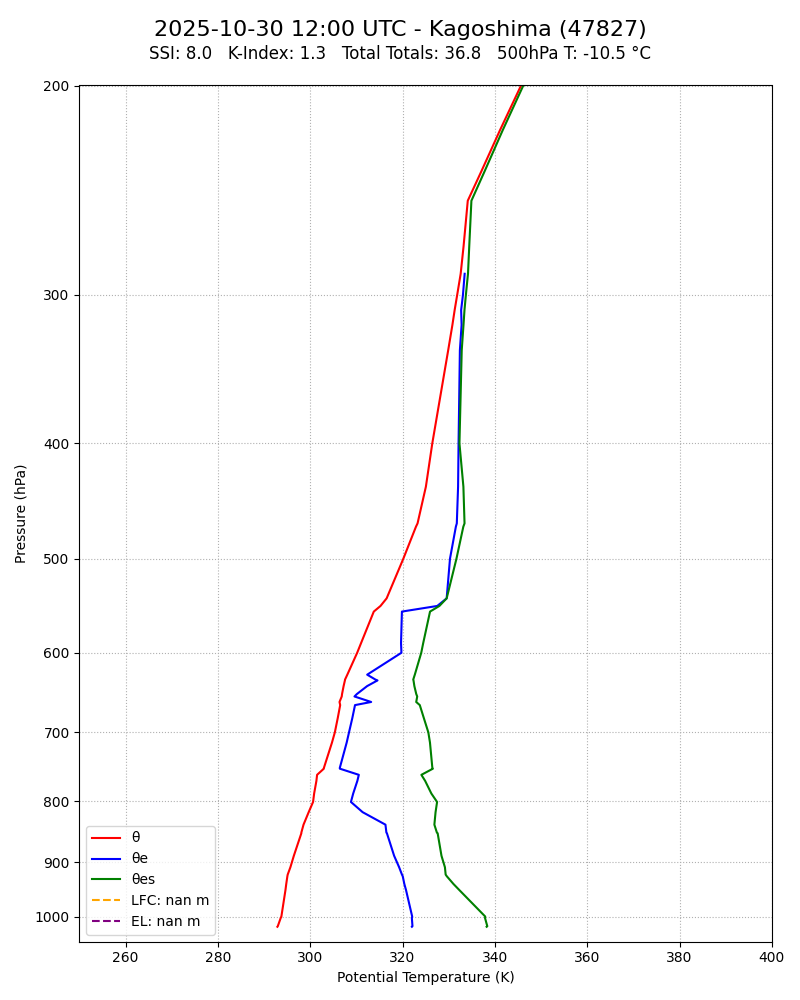 2025-10-30 12:00 UTC - Kagoshima (47827)
SSI: 8.0 K-Index: 1.3 Total Totals: 36.8 500hPa T: -10.5 °C
200
300
400
500
600
700
800
900
1000
Pressure (hPa)
θ
θe
θes
LFC: nan m
EL: nan m
260 280 300 320 340 360 380 400
Potential Temperature (K)